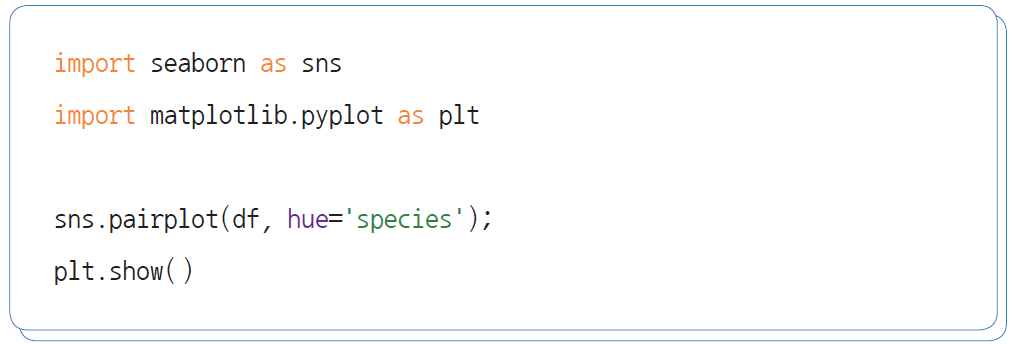 import seaborn as sns
import matplotlib.pyplot as plt
sns.pairplot(df, hue='species');
plt.show()